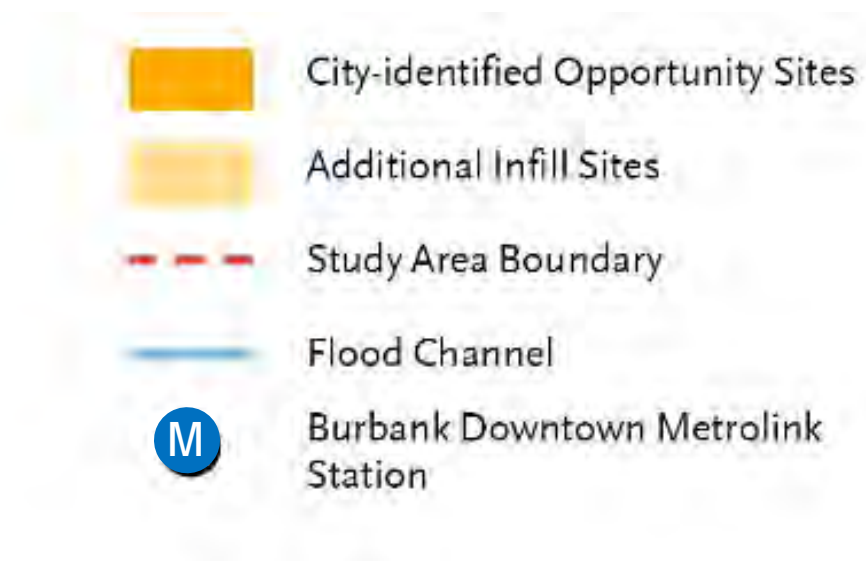 City-identified Opportunity Sites
Additional Infill Sites
Study Area Boundary
Flood Channel
M
Burbank Downtown Metrolink
Station